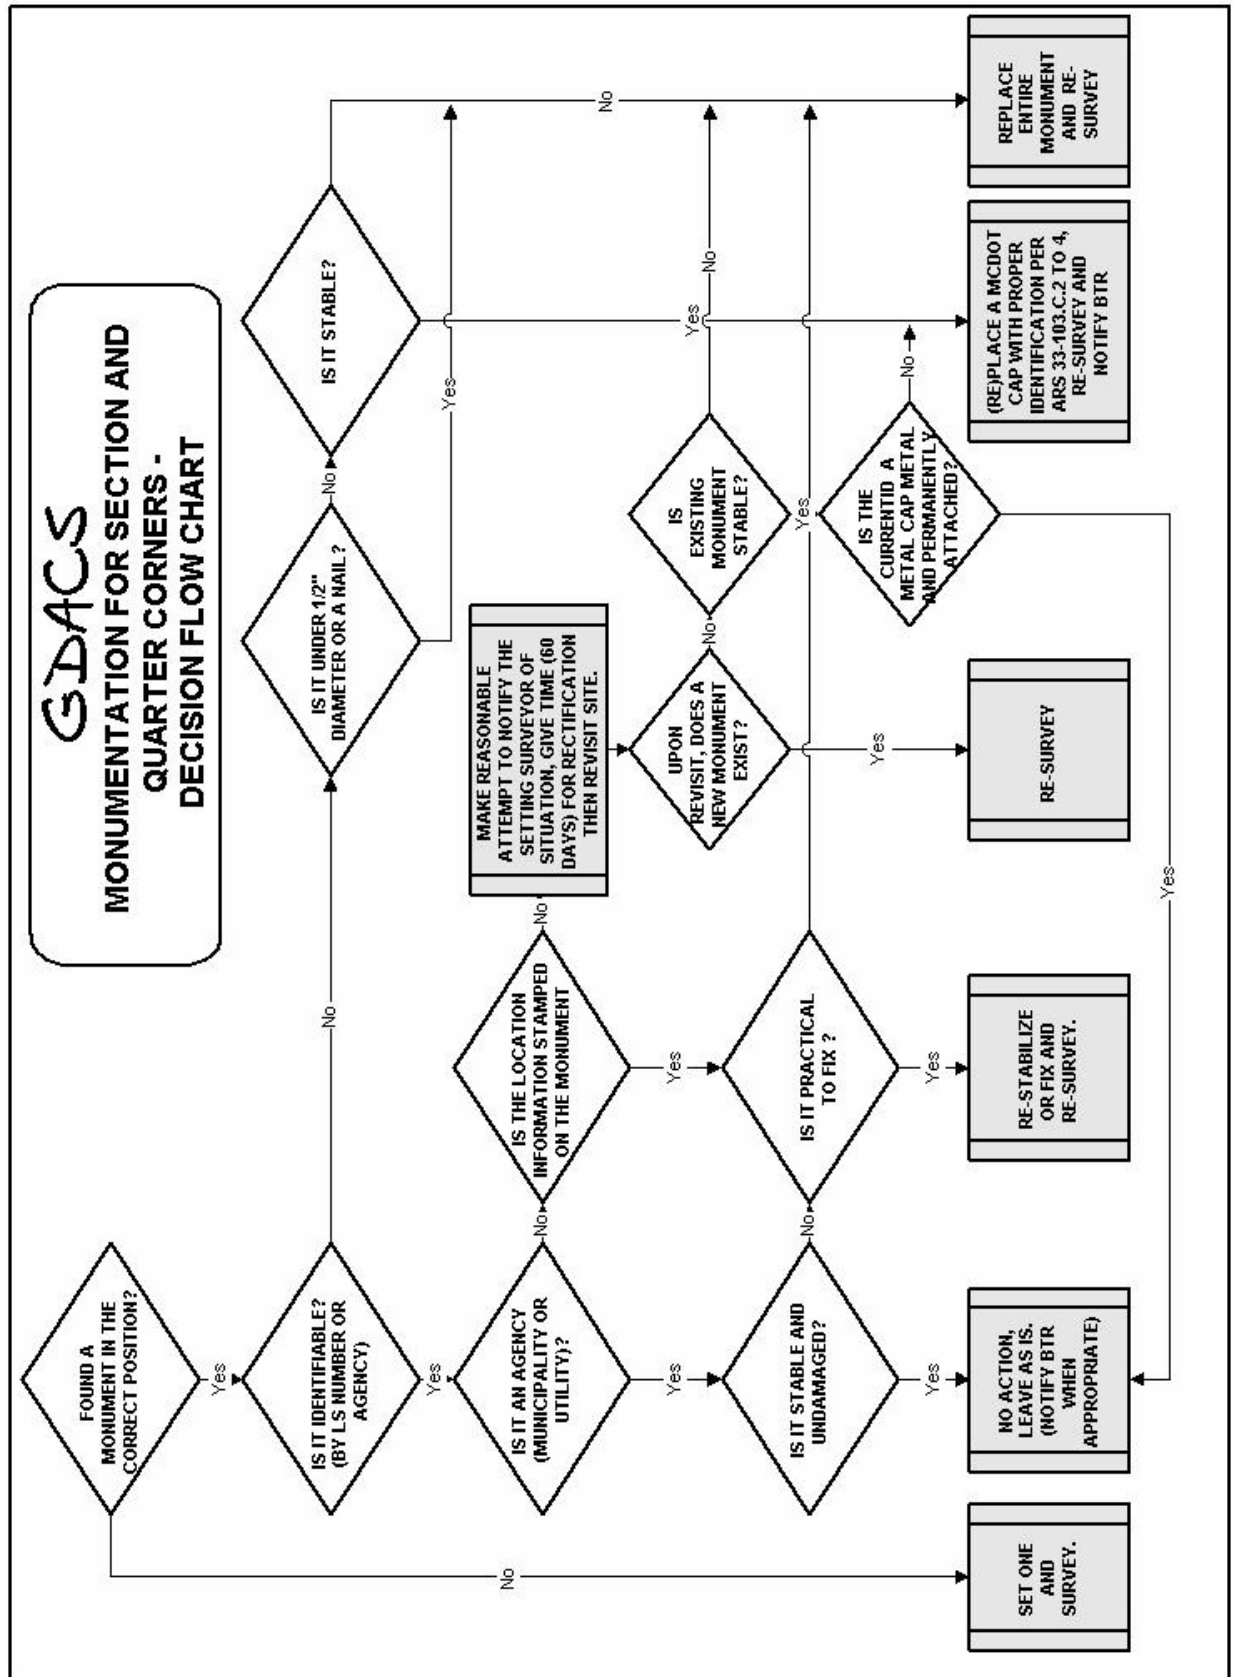 GDACS
MONUMENTATION FOR SECTION AND
QUARTER CORNERS -
DECISION FLOW CHART
FOUND A
MONUMENT IN THE
CORRECT POSITION?
No
Yes
IS IT IDENTIFIABLE?
(BY LS NUMBER OR
AGENCY)
No
Yes
IS IT UNDER 1/2"
DIAMETER OR A NAIL?
No
Yes
IS IT STABLE?
No
Yes
IS IT AN AGENCY
(MUNICIPALITY OR
UTILITY)?
No
Yes
IS THE LOCATION
INFORMATION STAMPED
ON THE MONUMENT
No
Yes
MAKE REASONABLE
ATTEMPT TO NOTIFY THE
SETTING SURVEYOR OF
SITUATION, GIVE TIME (60
DAYS) FOR RECTIFICATION
THEN REVISIT SITE.
UPON
REVISIT, DOES A
NEW MONUMENT
EXIST?
No
Yes
IS
EXISTING
MONUMENT
STABLE?
No
Yes
IS IT STABLE AND
UNDAMAGED?
No
Yes
IS IT PRACTICAL
TO FIX ?
Yes
IS THE
CURRENTID A
METAL CAP METAL
AND PERMANENTLY
ATTACHED?
No
Yes
SET ONE
AND
SURVEY.
NO ACTION,
LEAVE AS IS.
(NOTIFY BTR
WHEN
APPROPRIATE)
RE-STABILIZE
OR FIX AND
RE-SURVEY.
RE-SURVEY
(RE)PLACE A MCDOT
CAP WITH PROPER
IDENTIFICATION PER
ARS 33-103.C.2 TO 4,
RE-SURVEY AND
NOTIFY BTR
REPLACE
ENTIRE
MONUMENT
AND RE-
SURVEY